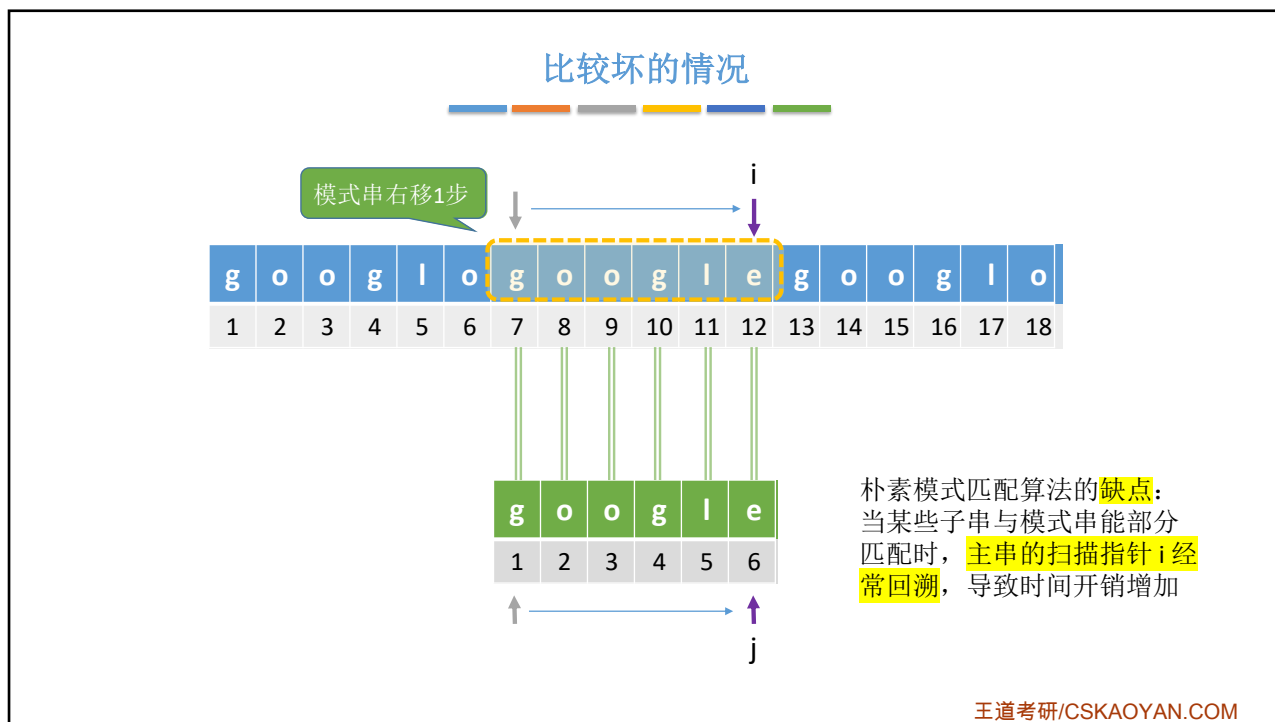 比较坏的情况
模式串右移1步
i
g o o g l o g o o g l e g o o g l o
1 2 3 4 5 6 7 8 9 10 11 12 13 14 15 16 17 18
g o o g l e
1 2 3 4 5 6
j
朴素模式匹配算法的缺点：
当某些子串与模式串能部分
匹配时，主串的扫描指针 i 经
常回溯，导致时间开销增加
王道考研/CSKAOYAN.COM